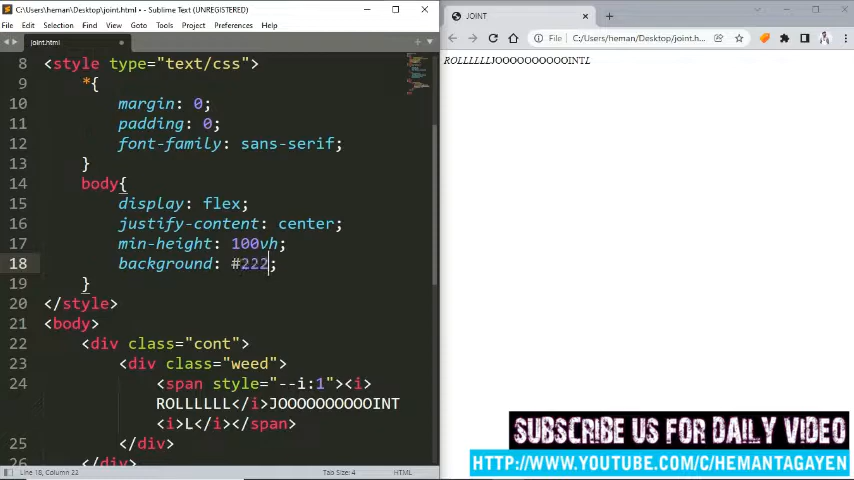 C:\Users\heman\Desktop\joint.html • - Sublime Text (UNREGISTERED)
File Edit Selection Find View Goto Tools Project Preferences Help
joint.html
8 <style type="text/css">
9 *{
10 margin: 0;
11 padding: 0;
12 font-family: sans-serif;
13 }
14 body{
15 display: flex;
16 justify-content: center;
17 min-height: 100vh;
18 background: #222;
19 }
20 </style>
21 <body>
22 <div class="cont">
23 <div class="weed">
24 <span style="--i:1"><i>
ROLLLLLL</i>JOOOOOOOOOOINT
<i>L</i></span>
25 </div>
26 </div>
Line 18, Column 22
Tab Size: 4
HTML
JOINT
File | C:/Users/heman/Desktop/joint.h...
ROLLLLLLJOOOOOOOOOOINTL
SUBSCRIBE US FOR DAILY VIDEO
HTTP://WWW.YOUTUBE.COM/C/HEMANTAGAYEN